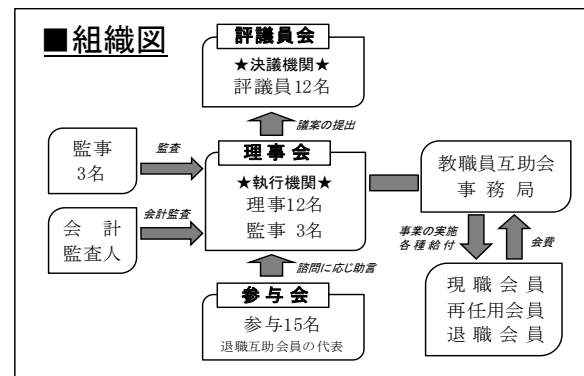 ■組織図
評議員会
★決議機関★
評議員12名
議案の提出
監事
3名
監査
理事会
★執行機関★
理事12名
監事 3名
会 計
監査人
会計監査
教職員互助会
事 務 局
事業の実施
各種給付
会費
諮問に応じ助言
参与会
参与15名
退職互助会員の代表
現 職 会 員
再任用会員
退 職 会 員